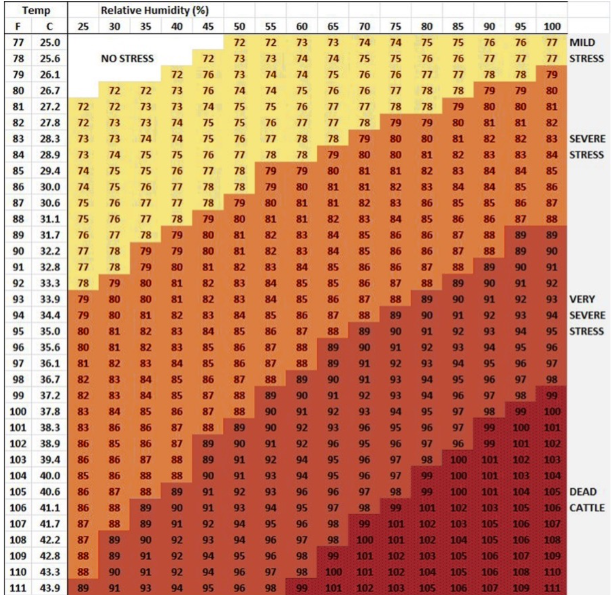 Temp Relative Humidity (%)
F C 25 30 35 40 45 50 55 60 65 70 75 80 85 90 95 100
77 25.0 72 72 73 73 74 74 75 75 76 76 77 MILD
78 25.6 NO STRESS 72 73 73 74 74 75 75 76 76 77 77 77 STRESS
79 26.1 72 76 73 74 75 75 76 76 77 77 78 78 79
80 26.7 72 72 73 76 74 74 75 76 76 77 78 78 79 79 80
81 27.2 72 72 73 73 74 75 75 76 77 77 78 78 79 80 80 81
82 27.8 72 73 73 74 75 75 76 77 77 78 79 79 80 81 81 82
83 28.3 72 73 74 74 75 76 77 78 78 79 80 80 81 82 82 83 SEVERE
84 28.9 73 74 75 75 76 77 78 78 79 80 80 81 82 83 83 84 STRESS
85 29.4 74 75 75 76 77 78 79 79 80 81 81 82 83 84 84 85
86 30.0 74 75 76 77 78 78 79 80 81 81 82 83 84 84 85 86
87 30.6 75 76 77 77 78 79 80 81 81 82 83 86 85 85 86 87
88 31.1 75 76 77 78 79 80 81 81 82 83 84 85 86 86 87 88
89 31.7 76 77 78 79 80 81 82 83 83 84 85 86 87 88 89 89
90 32.2 77 78 79 79 80 81 82 83 84 85 86 86 87 88 89 90
91 32.8 77 78 79 80 81 82 83 84 85 86 86 87 88 89 90 91
92 33.3 78 79 80 80 81 82 83 84 85 86 87 88 89 90 91 92
93 33.9 79 80 80 81 82 83 84 85 86 87 88 89 90 91 92 93 VERY
94 34.4 79 80 81 82 83 84 85 86 87 88 89 90 91 92 93 94 SEVERE
95 35.0 80 81 82 83 84 85 86 87 88 89 90 91 92 93 94 95 STRESS
96 35.6 80 81 82 83 85 86 87 88 89 90 91 92 93 94 95 96
97 36.1 81 82 83 84 85 86 87 88 89 91 92 93 94 95 96 97
98 36.7 82 83 84 85 86 87 88 89 90 91 93 94 95 96 97 98
99 37.2 82 83 84 85 87 88 89 90 91 92 93 94 96 97 98 99
100 37.8 83 84 85 86 87 88 90 91 92 93 94 95 97 98 99 100
101 38.3 83 86 86 87 88 89 90 92 93 96 95 96 97 99 100 101
102 38.9 86 85 86 87 89 90 91 92 96 95 96 97 96 99 101 102
103 39.4 86 86 87 88 89 91 92 94 95 96 97 98 100 101 102 103
104 40.0 85 86 88 88 90 91 93 94 95 96 97 99 100 101 103 104
105 40.6 86 87 88 89 91 92 93 96 96 97 98 99 100 101 104 105 DEAD
106 41.1 86 88 89 90 91 93 94 95 97 98 99 101 102 103 105 106 CATTLE
107 41.7 87 88 89 91 92 94 95 96 98 99 101 102 103 105 106 107
108 42.2 87 89 90 92 93 94 96 97 98 100 101 102 104 105 106 108
109 42.8 88 89 91 92 94 95 96 98 99 101 102 103 105 106 107 109
110 43.3 88 90 91 92 94 96 97 98 100 101 102 104 105 106 108 110
111 43.9 89 91 93 94 95 96 98 99 101 102 103 105 106 107 109 111